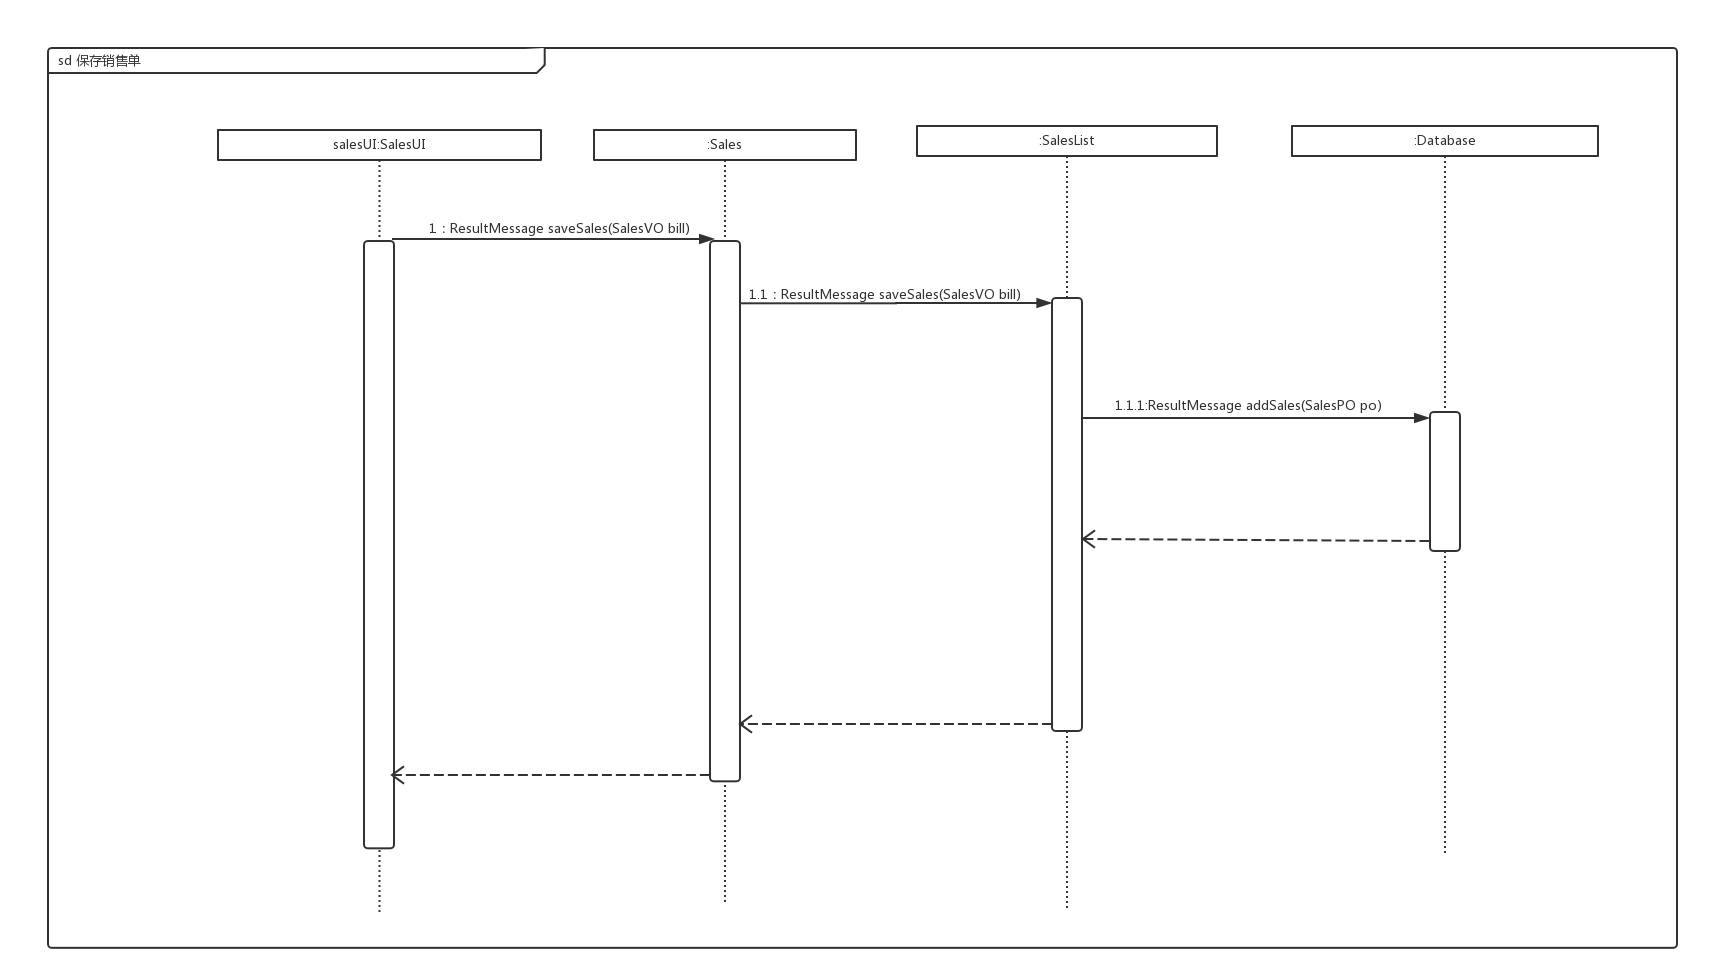 sd 保存销售单
salesUI:SalesUI
:Sales
:SalesList
:Database
1：ResultMessage saveSales(SalesVO bill)
1.1：ResultMessage saveSales(SalesVO bill)
1.1.1:ResultMessage addSales(SalesPO po)